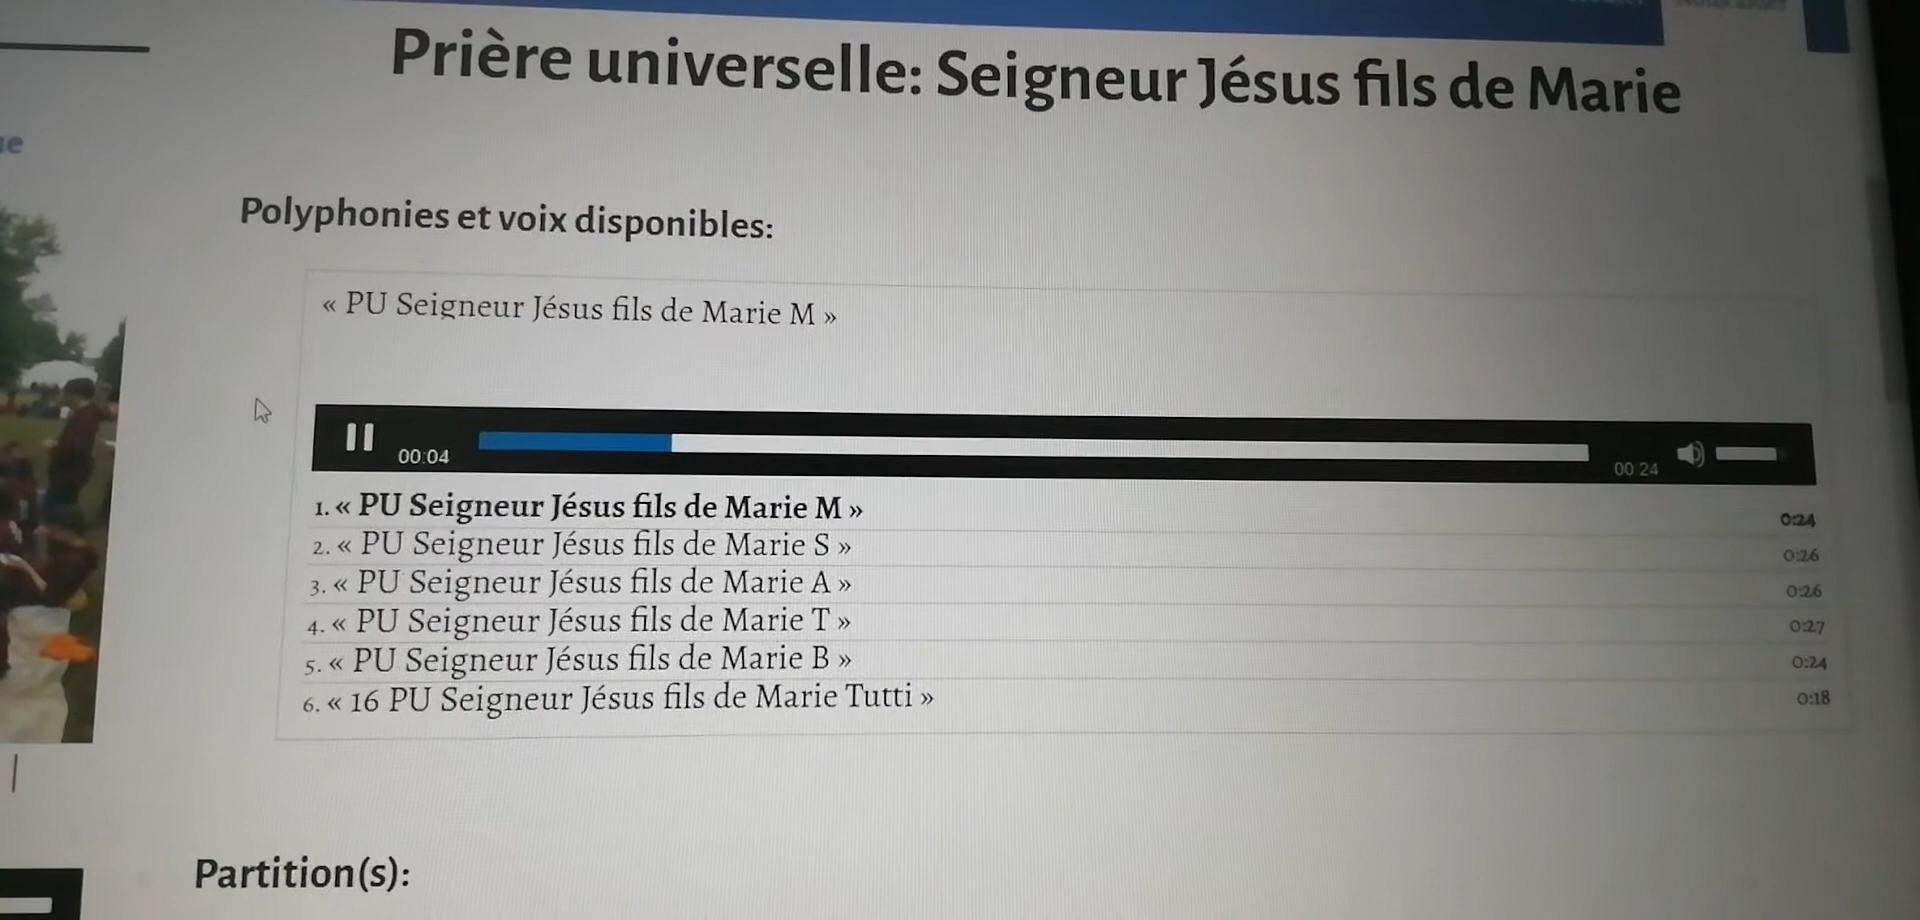 Prière universelle: Seigneur Jésus fils de Marie
Polyphonies et voix disponibles:
« PU Seigneur Jésus fils de Marie M »
00:04
00 24
1. « PU Seigneur Jésus fils de Marie M » 0:24
2. « PU Seigneur Jésus fils de Marie S » 0:26
3. « PU Seigneur Jésus fils de Marie A » 0:26
4. « PU Seigneur Jésus fils de Marie T » 0:27
5. « PU Seigneur Jésus fils de Marie B » 0:24
6. « 16 PU Seigneur Jésus fils de Marie Tutti » 0:18
Partition(s):